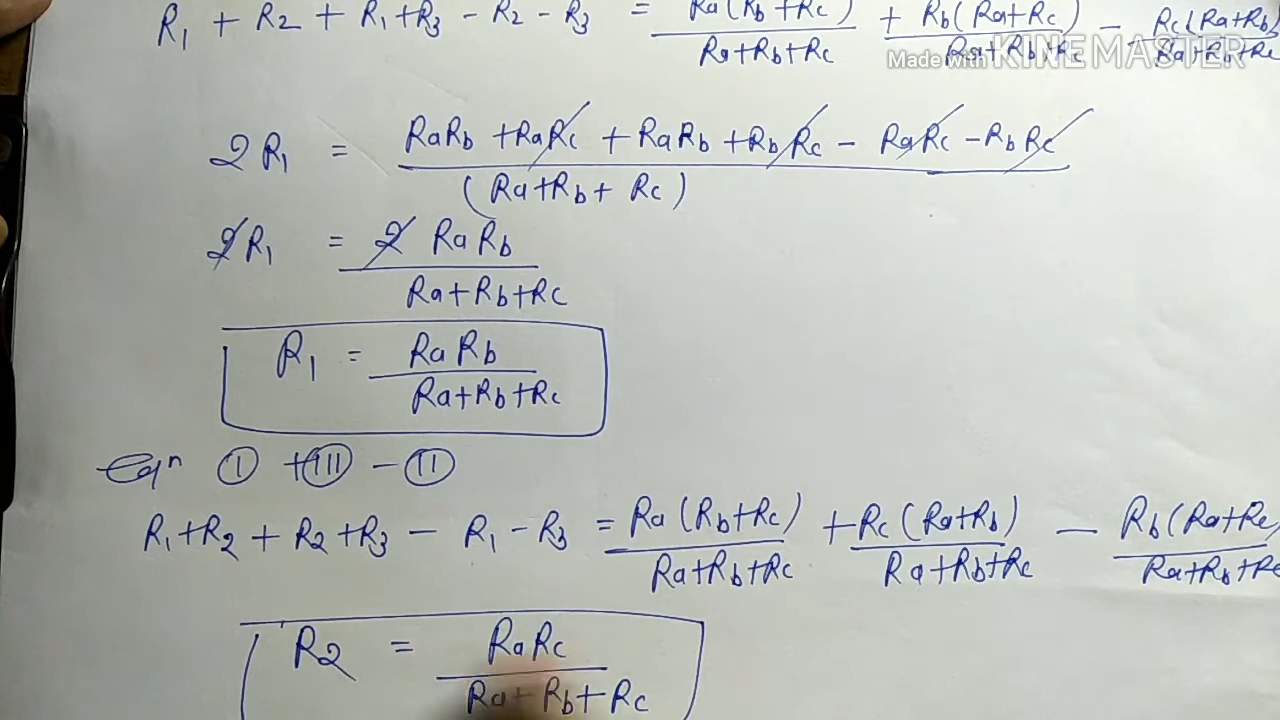 R1 + R2 + R1 + R3 - R2 - R3 = Ra(Rb+Rc)/Ra+Rb+Rc + Rb(Ra+Rc)/Ra+Rb+Rc - Rc(Ra+Rb)/Ra+Rb+Rc
Made with KINEMASTER
2R1 = RaRb + RaRc + RaRb + RbRc - RaRc - RbRc / (Ra+Rb+Rc)
2R1 = 2 RaRb / Ra+Rb+Rc
R1 = RaRb / Ra+Rb+Rc
Eqn I + III - II
R1+R2 + R2+R3 - R1 - R3 = Ra(Rb+Rc)/Ra+Rb+Rc + Rc(Ra+Rb)/Ra+Rb+Rc - Rb(Ra+Rc)/Ra+Rb+Rc
R2 = RaRc / Ra+Rb+Rc